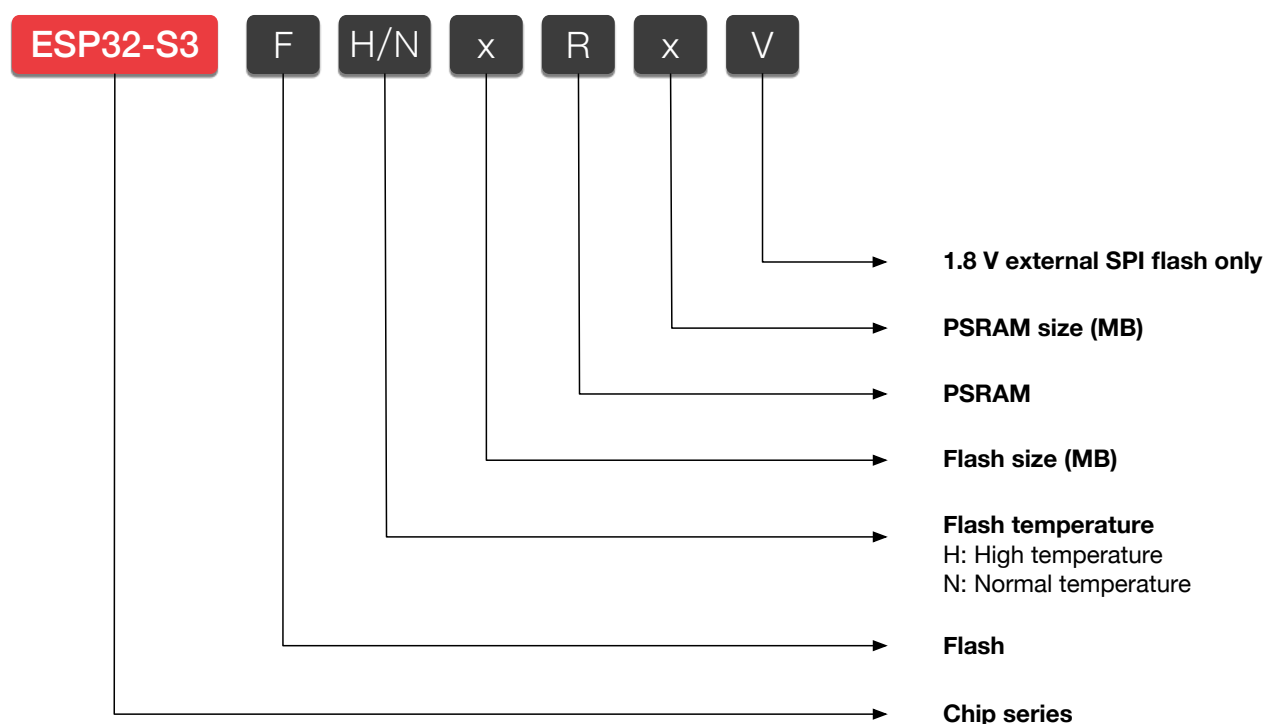 ESP32-S3 F H/N x R x V
1.8 V external SPI flash only
PSRAM size (MB)
PSRAM
Flash size (MB)
Flash temperature
H: High temperature
N: Normal temperature
Flash
Chip series